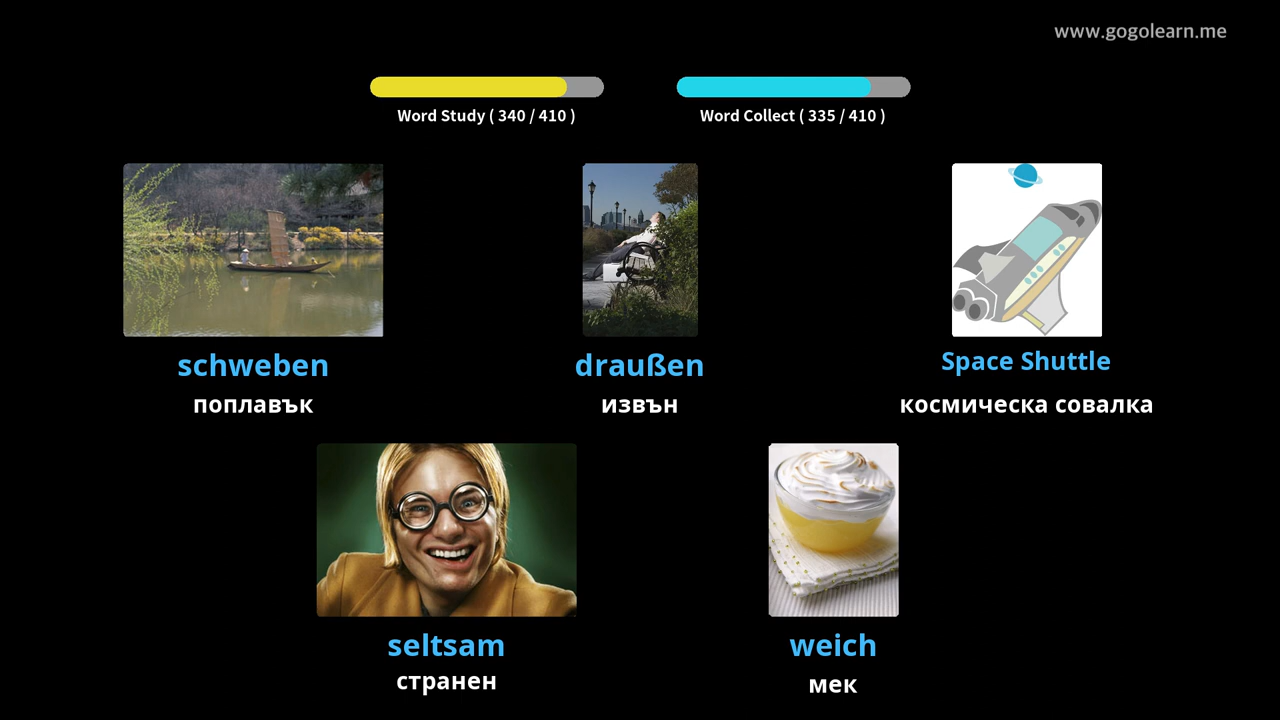 www.gogolearn.me
Word Study ( 340 / 410 )
Word Collect ( 335 / 410 )
schweben
draußen
Space Shuttle
поплавък
извън
космическа совалка
seltsam
weich
странен
мек